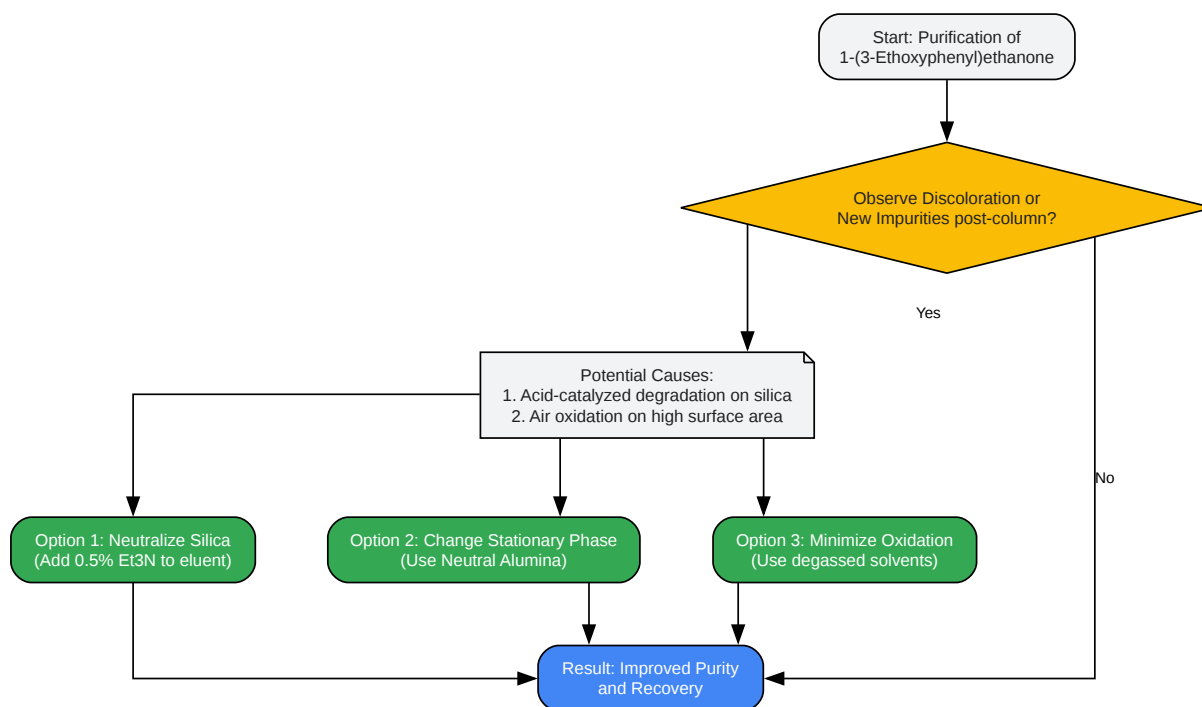 Start: Purification of
1-(3-Ethoxyphenyl)ethanone
Observe Discoloration or
New Impurities post-column?
Yes
Potential Causes:
1. Acid-catalyzed degradation on silica
2. Air oxidation on high surface area
No
Option 1: Neutralize Silica
(Add 0.5% Et3N to eluent)
Option 2: Change Stationary Phase
(Use Neutral Alumina)
Option 3: Minimize Oxidation
(Use degassed solvents)
Result: Improved Purity
and Recovery